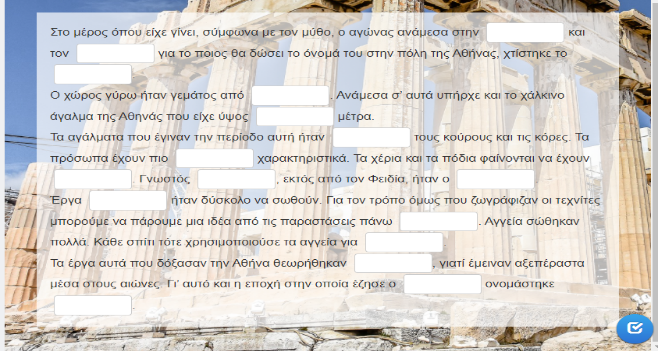 Στο μέρος όπου είχε γίνει, σύμφωνα με τον μύθο, ο αγώνας ανάμεσα στην και
τον για το ποιος θα δώσει το όνομά του στην πόλη της Αθήνας, χτίστηκε το
Ο χώρος γύρω ήταν γεμάτος από . Ανάμεσα σ' αυτά υπήρχε και το χάλκινο
άγαλμα της Αθηνάς που είχε ύψος μέτρα.
Τα αγάλματα που έγιναν την περίοδο αυτή ήταν τους κούρους και τις κόρες. Τα
πρόσωπα έχουν πιο χαρακτηριστικά. Τα χέρια και τα πόδια φαίνονται να έχουν
. Γνωστός , εκτός από τον Φειδία, ήταν ο
Έργα ήταν δύσκολο να σωθούν. Για τον τρόπο όμως που ζωγράφιζαν οι τεχνίτες
μπορούμε να πάρουμε μια ιδέα από τις παραστάσεις πάνω . Αγγεία σώθηκαν
πολλά. Κάθε σπίτι τότε χρησιμοποιούσε τα αγγεία για
Τα έργα αυτά που δόξασαν την Αθήνα θεωρήθηκαν , γιατί έμειναν αξεπέραστα
μέσα στους αιώνες. Γι' αυτό και η εποχή στην οποία έζησε ο ονομάστηκε
.